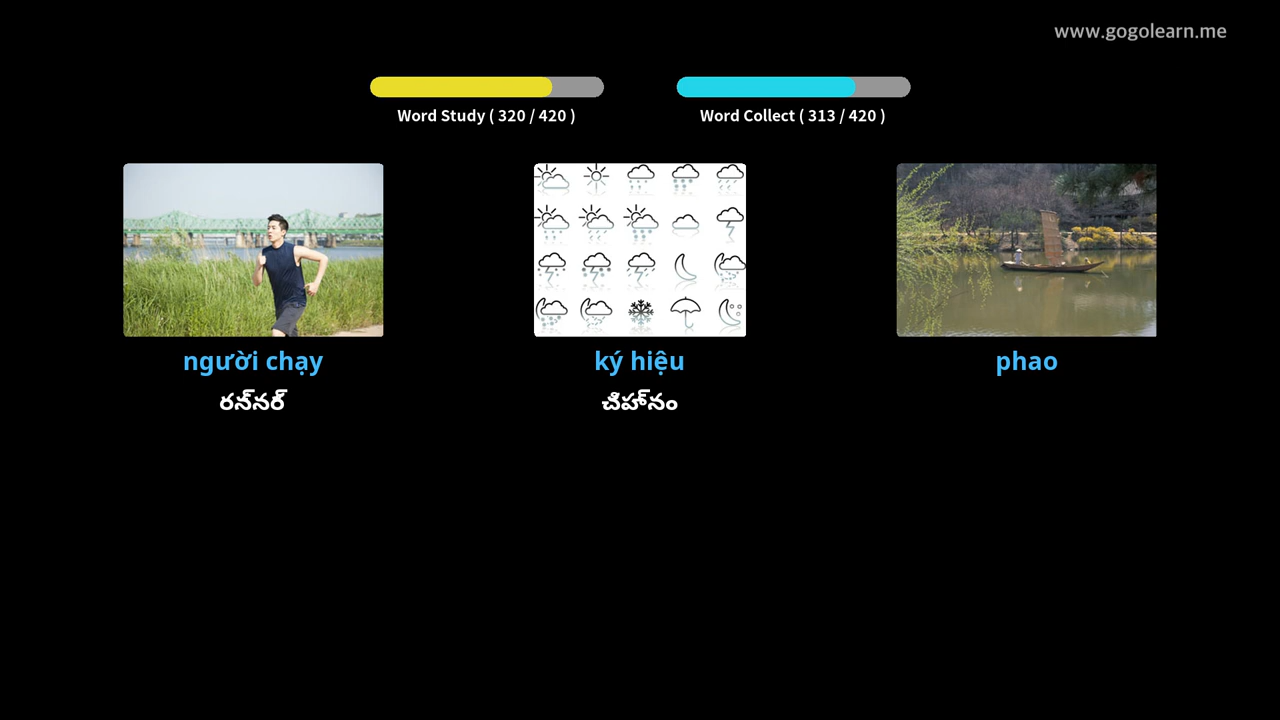 www.gogolearn.me
Word Study ( 320 / 420 )
Word Collect ( 313 / 420 )
người chạy
ký hiệu
phao
రన్‌నర్
చిహా్నం